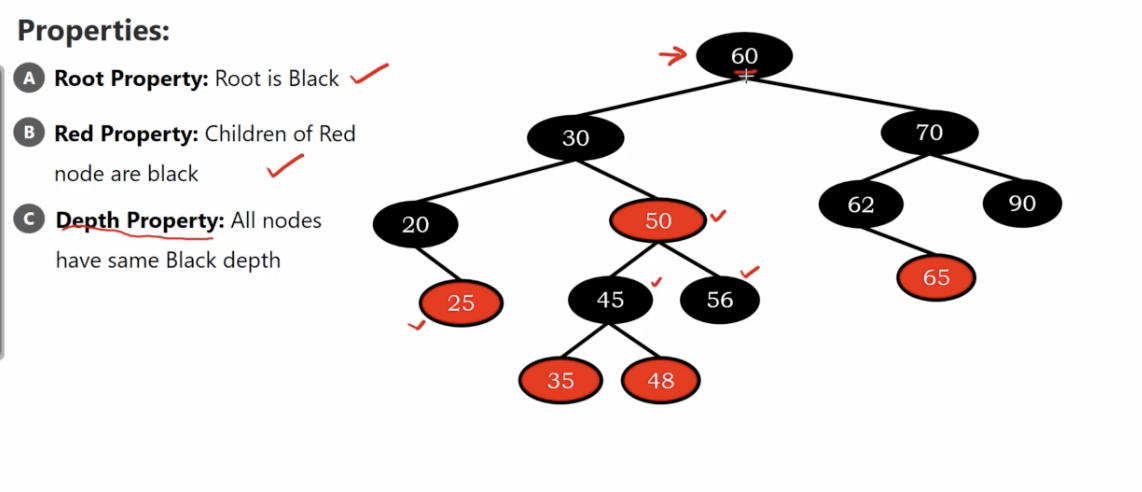 Properties:
A Root Property: Root is Black
B Red Property: Children of Red
node are black
C Depth Property: All nodes
have same Black depth
60
30 70
20 50 62 90
25 45 56 65
35 48